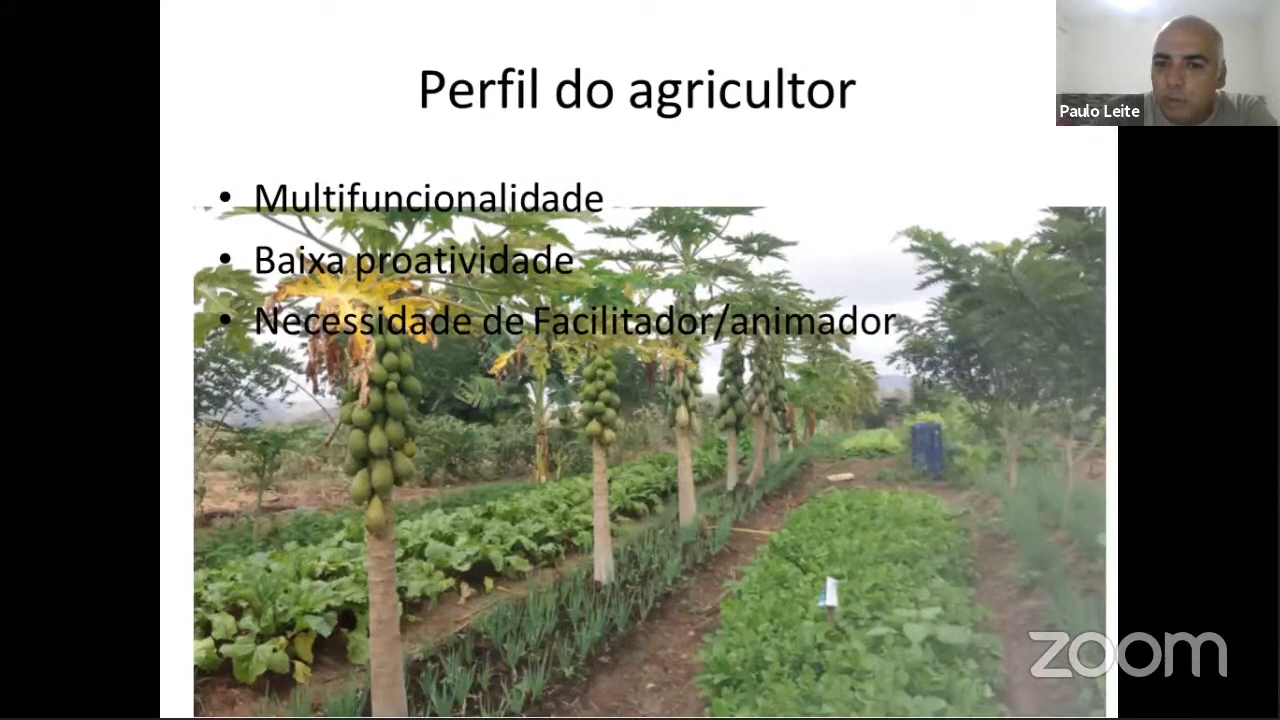 Perfil do agricultor
Paulo Leite
• Multifuncionalidade
• Baixa proatividade
• Necessidade de Facilitador/animador
zoom